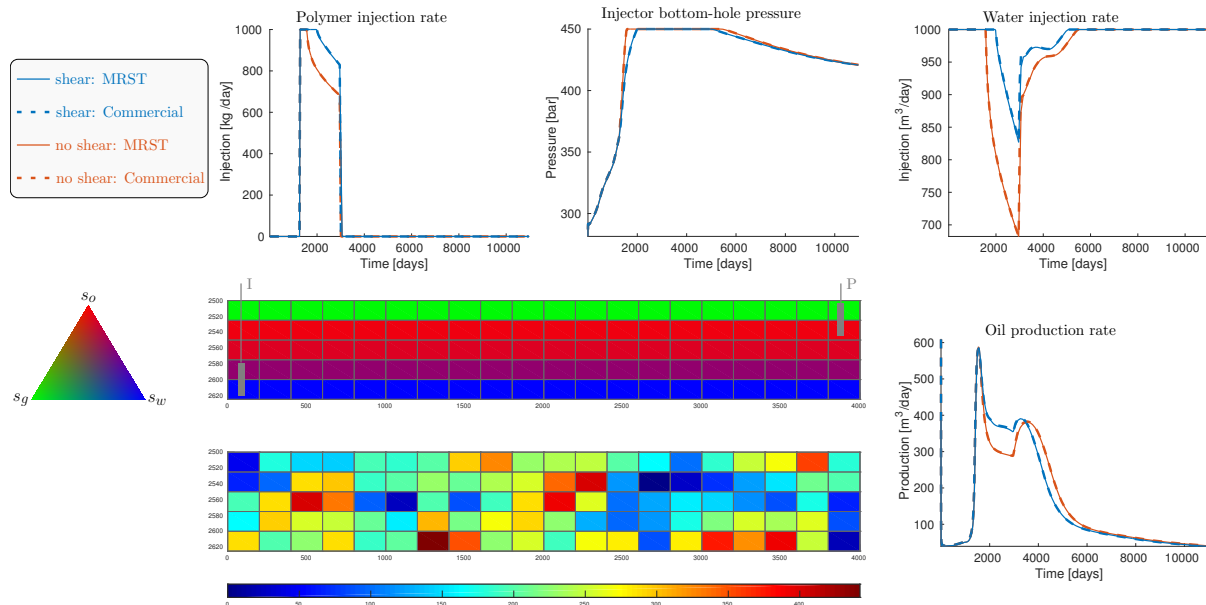 Polymer injection rate
1000
800
600
400
200
0
Injection [kg /day]
2000 4000 6000 8000 10000
Time [days]
Injector bottom-hole pressure
450
400
350
300
Pressure [bar]
2000 4000 6000 8000 10000
Time [days]
Water injection rate
1000
950
900
850
800
750
700
Injection [m³/day]
2000 4000 6000 8000 10000
Time [days]
shear: MRST
shear: Commercial
no shear: MRST
no shear: Commercial
s_o
s_g s_w
I P
2500
2520
2540
2560
2580
2600
2620
0 500 1000 1500 2000 2500 3000 3500 4000
2500
2520
2540
2560
2580
2600
2620
0 500 1000 1500 2000 2500 3000 3500 4000
0 50 100 150 200 250 300 350 400
Oil production rate
600
500
400
300
200
100
Production [m³/day]
2000 4000 6000 8000 10000
Time [days]